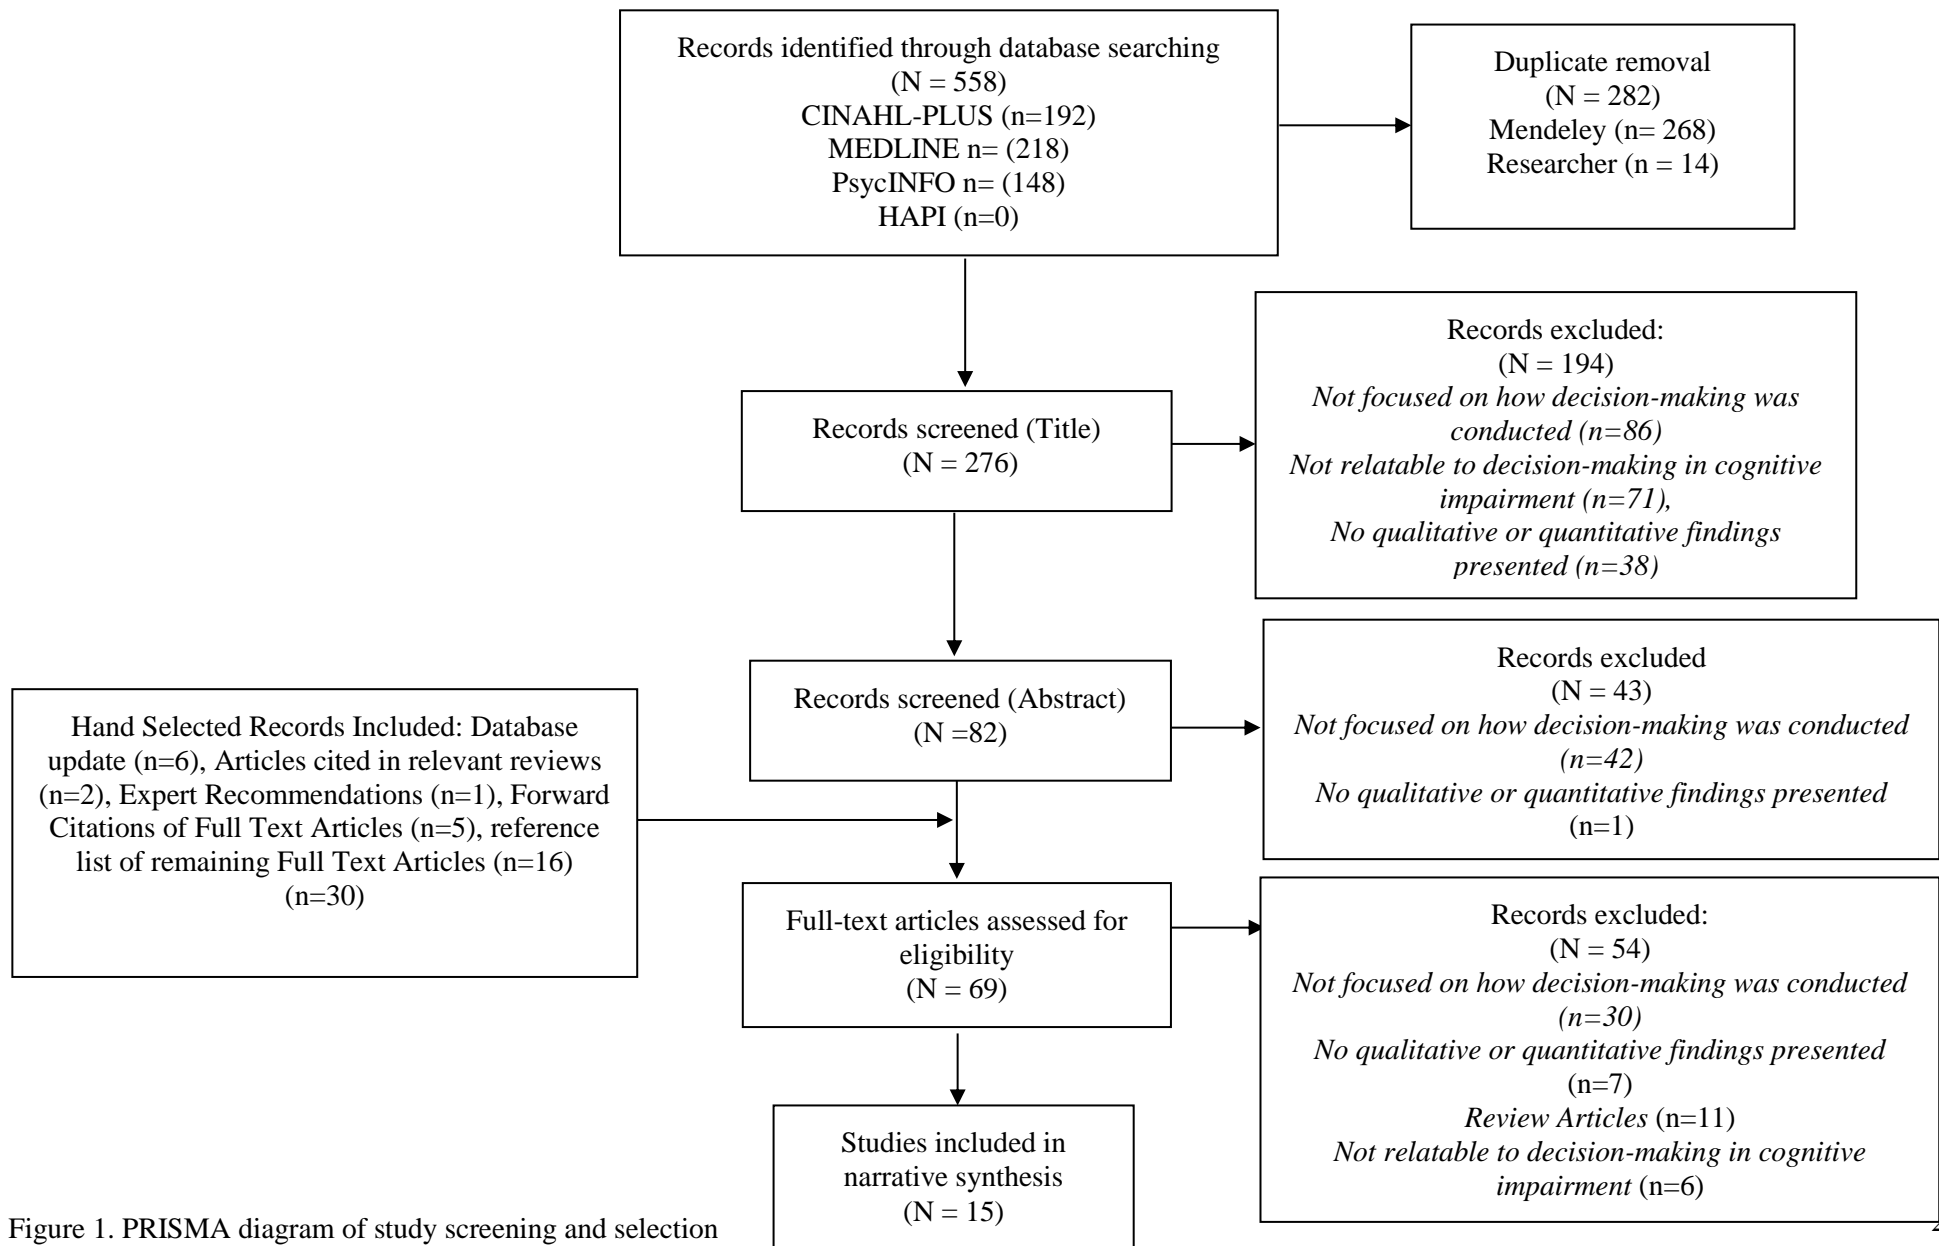 Records identified through database searching
(N = 558)
CINAHL-PLUS (n=192)
MEDLINE n= (218)
PsycINFO n= (148)
HAPI (n=0)
Duplicate removal
(N = 282)
Mendeley (n= 268)
Researcher (n = 14)
Records excluded:
(N = 194)
Not focused on how decision-making was
conducted (n=86)
Not relatable to decision-making in cognitive
impairment (n=71),
No qualitative or quantitative findings
presented (n=38)
Records screened (Title)
(N = 276)
Records screened (Abstract)
(N =82)
Records excluded
(N = 43)
Not focused on how decision-making was conducted
(n=42)
No qualitative or quantitative findings presented
(n=1)
Hand Selected Records Included: Database
update (n=6), Articles cited in relevant reviews
(n=2), Expert Recommendations (n=1), Forward
Citations of Full Text Articles (n=5), reference
list of remaining Full Text Articles (n=16)
(n=30)
Full-text articles assessed for
eligibility
(N = 69)
Records excluded:
(N = 54)
Not focused on how decision-making was conducted
(n=30)
No qualitative or quantitative findings presented
(n=7)
Review Articles (n=11)
Not relatable to decision-making in cognitive
impairment (n=6)
Studies included in
narrative synthesis
(N = 15)
Figure 1. PRISMA diagram of study screening and selection